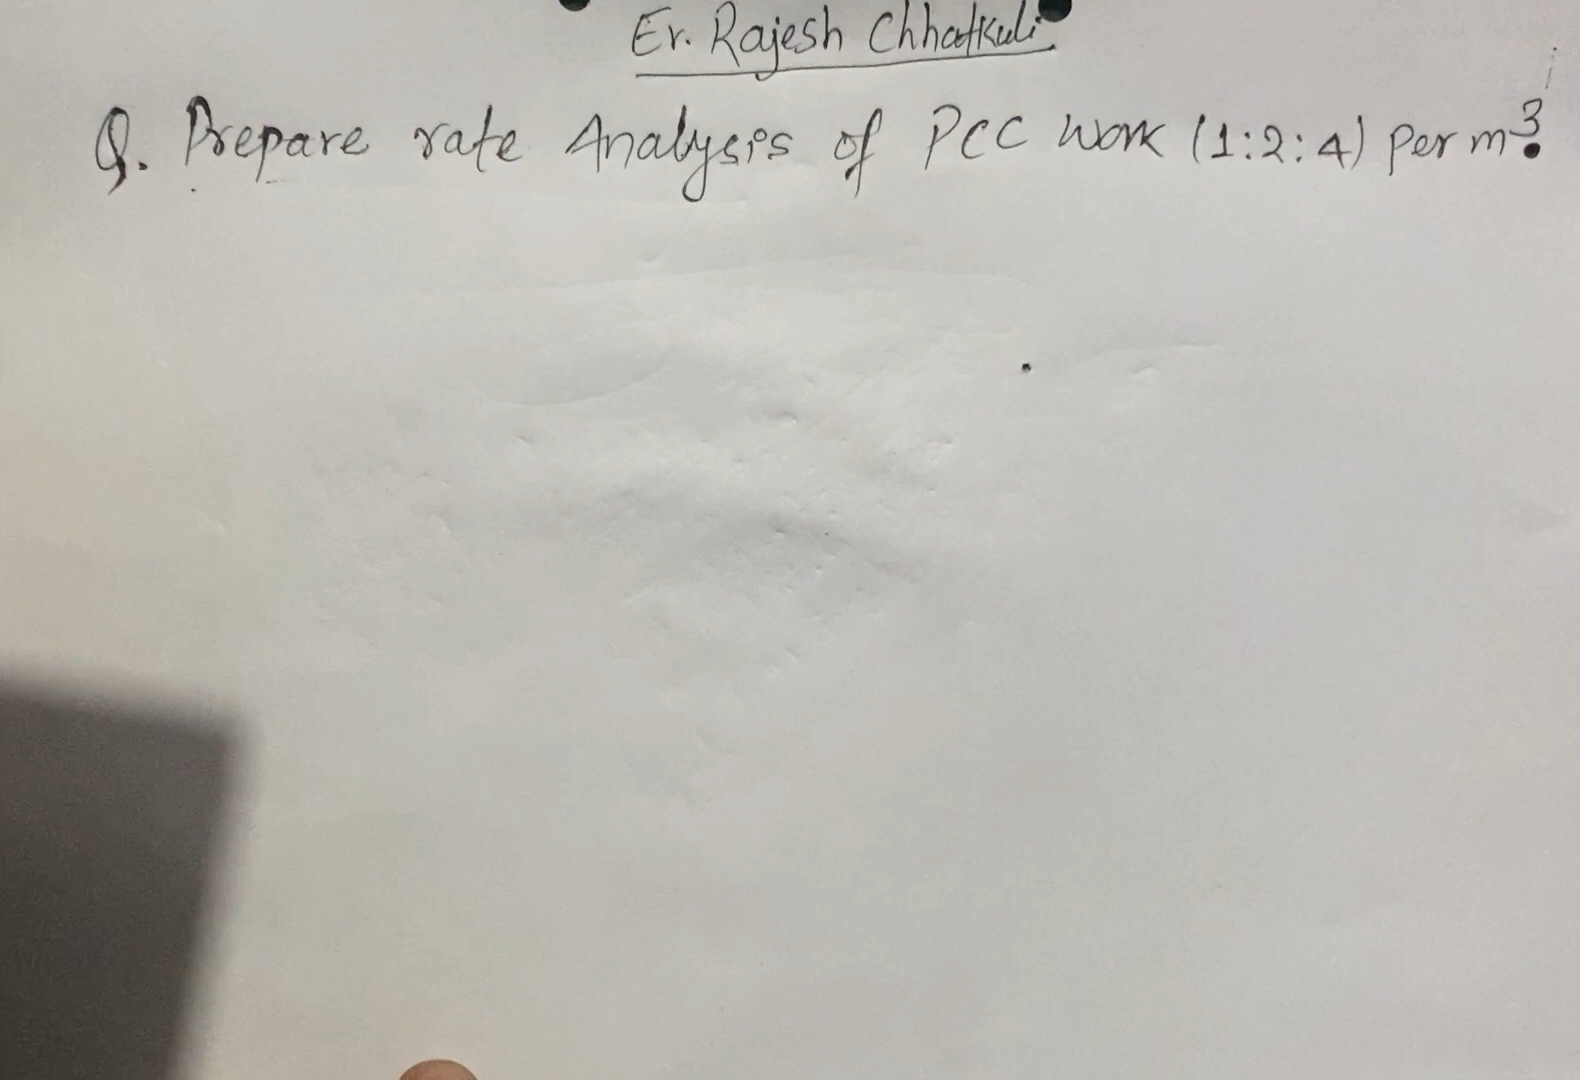 Er. Rajesh Chhatkuli
Q. Prepare rate Analysis of PCC work (1:2:4) per m³.